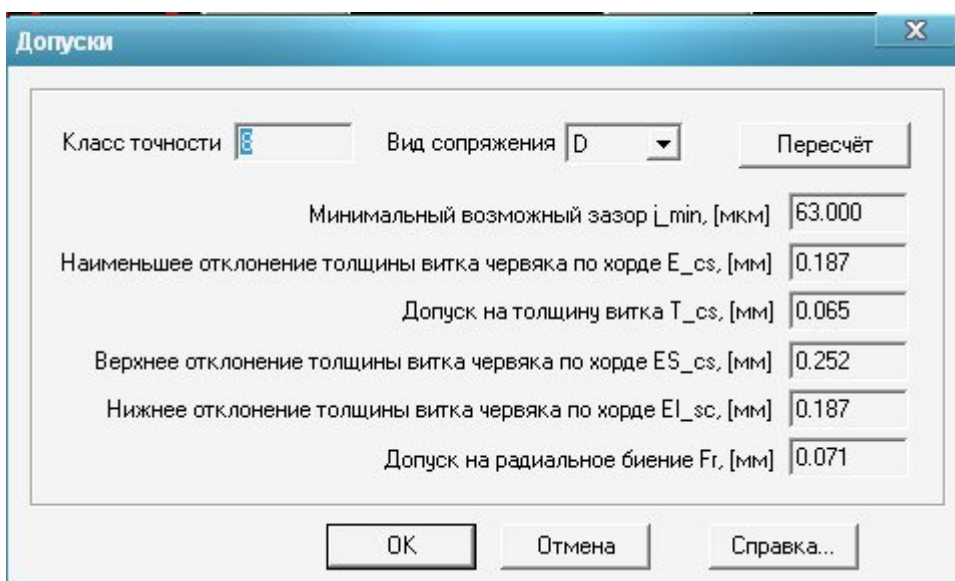 Допуски
Класс точности 8 Вид сопряжения D Пересчёт
Минимальный возможный зазор j_min, [мкм] 63.000
Наименьшее отклонение толщины витка червяка по хорде E_cs, [мм] 0.187
Допуск на толщину витка T_cs, [мм] 0.065
Верхнее отклонение толщины витка червяка по хорде ES_cs, [мм] 0.252
Нижнее отклонение толщины витка червяка по хорде EI_sc, [мм] 0.187
Допуск на радиальное биение Fr, [мм] 0.071
OK Отмена Справка...